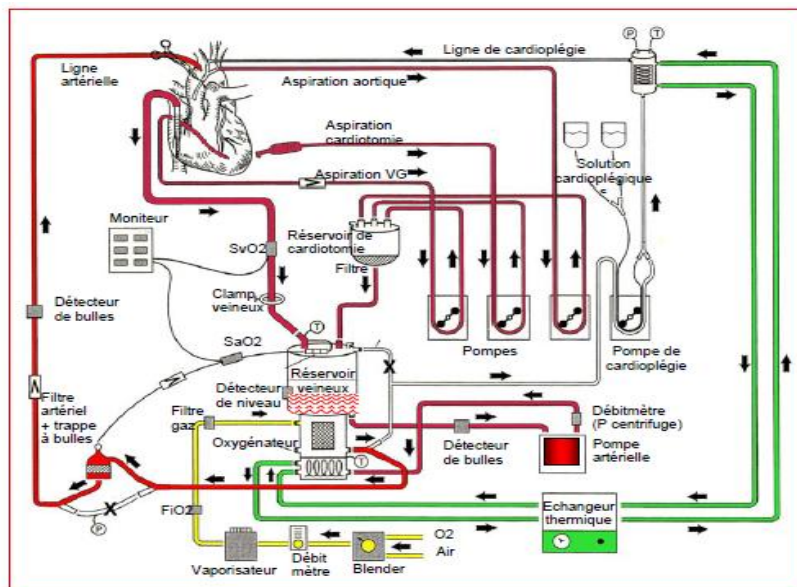 Ligne
artérielle
Ligne de cardioplégie
P
T
Aspiration aortique
Aspiration
cardiotomie
Aspiration VG
Solution
cardioplégique
s
Moniteur
SvO2
Réservoir de
cardiotomie
Filtre
Clamp
veineux
Détecteur
de bulles
SaO2
T
Pompes
Pompe de
cardioplégie
Réservoir
veineux
Détecteur
de niveau
Filtre
artériel
+ trappe
à bulles
Filtre
gaz
Oxygénateur
T
Détecteur
de bulles
Débitmètre
(P centrifuge)
Pompe
artérielle
P
FiO2
Echangeur
thermique
O2
Air
Vaporisateur
Débit
mètre
Blender